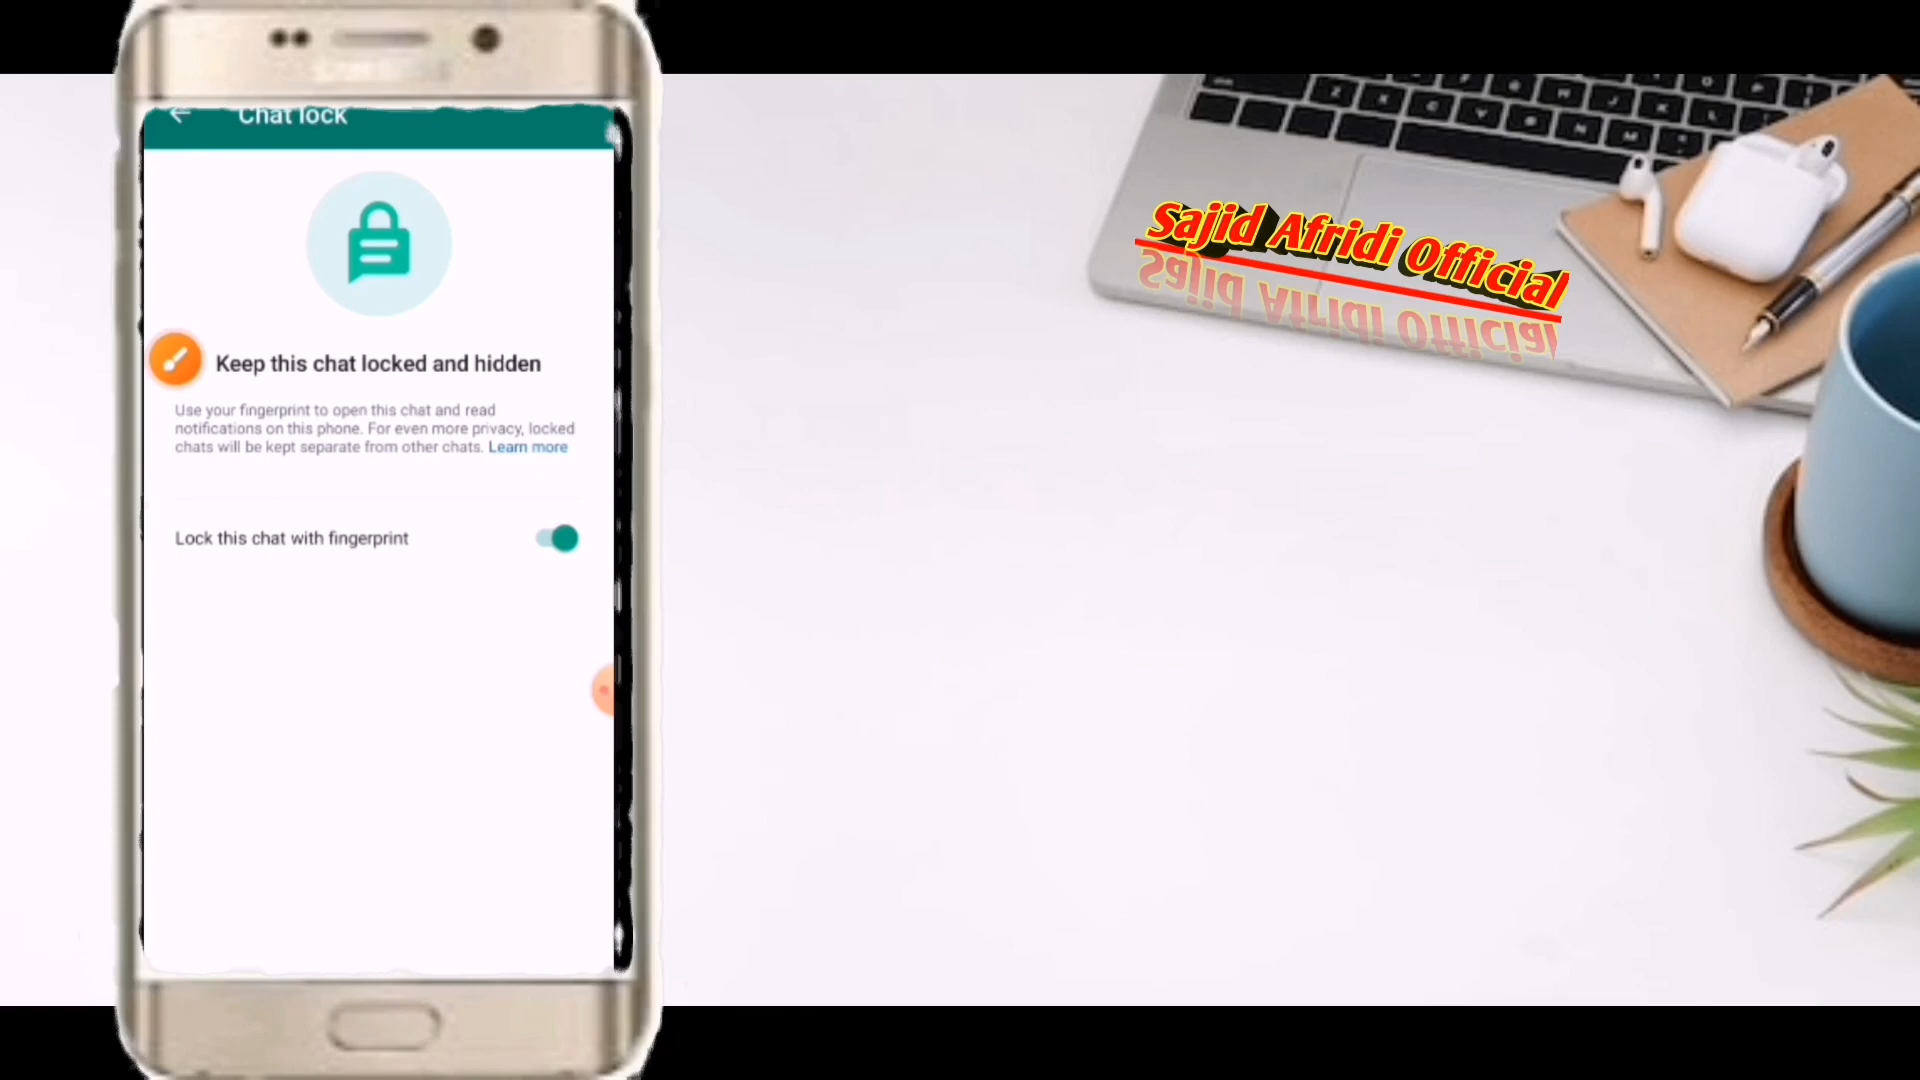 Chat lock
Keep this chat locked and hidden
Use your fingerprint to open this chat and read
notifications on this phone. For even more privacy, locked
chats will be kept separate from other chats. Learn more
Lock this chat with fingerprint
Sajid Afridi Official